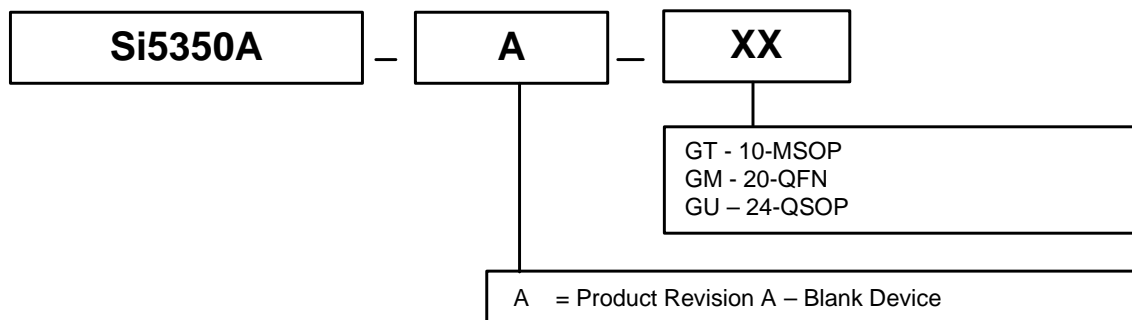 Si5350A – A – XX
GT - 10-MSOP
GM - 20-QFN
GU – 24-QSOP
A = Product Revision A – Blank Device